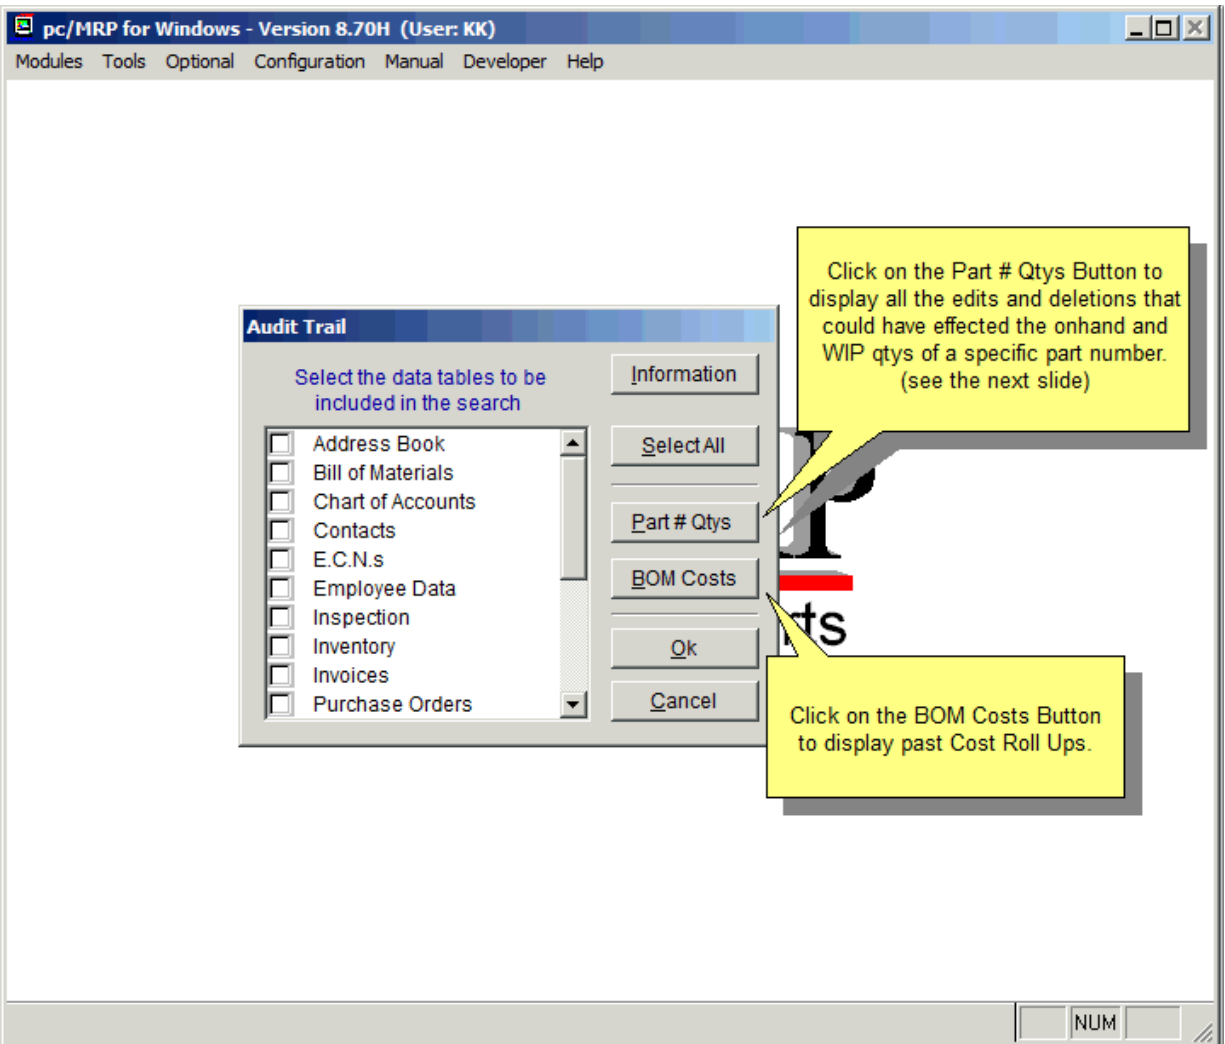 pc/MRP for Windows - Version 8.70H (User: KK)
Modules Tools Optional Configuration Manual Developer Help
Click on the Part # Qtys Button to
display all the edits and deletions that
could have effected the onhand and
WIP qtys of a specific part number.
(see the next slide)
Audit Trail
Select the data tables to be
included in the search
Information
Address Book
Bill of Materials
Chart of Accounts
Contacts
E.C.N.s
Employee Data
Inspection
Inventory
Invoices
Purchase Orders
Select All
Part # Qtys
BOM Costs
Ok
Cancel
Click on the BOM Costs Button
to display past Cost Roll Ups.
NUM